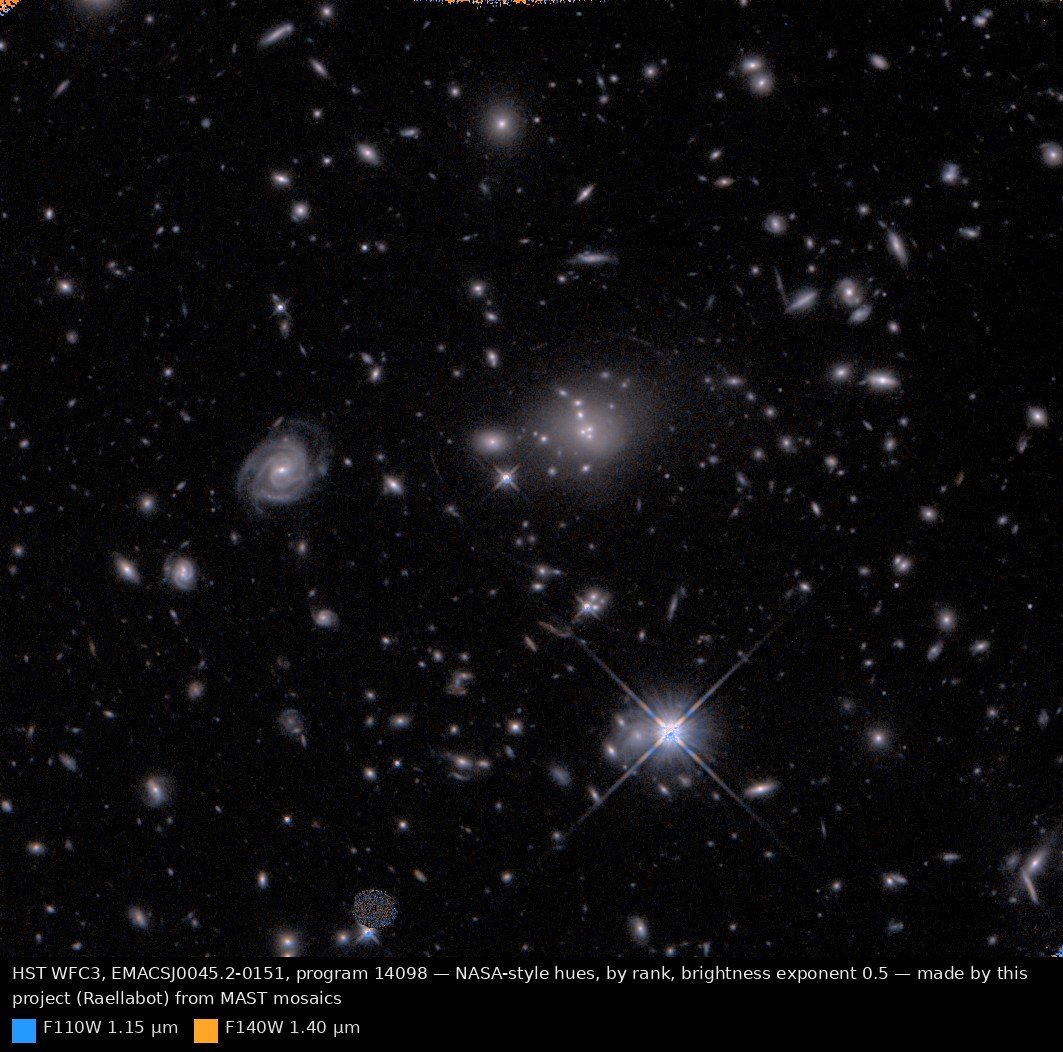 HST WFC3, EMACSJ0045.2-0151, program 14098 — NASA-style hues, by rank, brightness exponent 0.5 — made by this
project (Raellabot) from MAST mosaics
F110W 1.15 µm F140W 1.40 µm